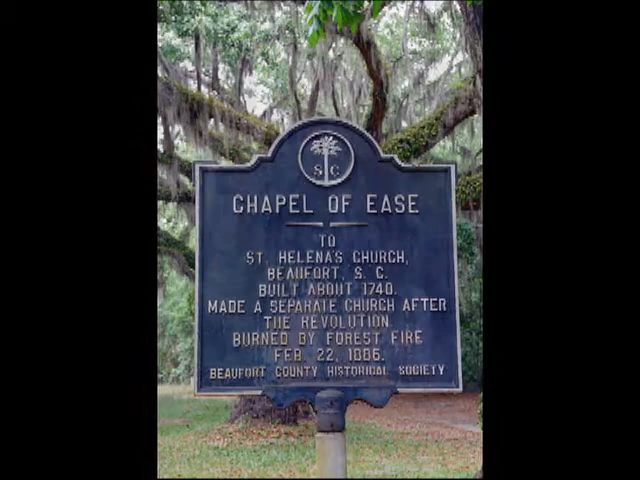 S C
CHAPEL OF EASE
TO
ST. HELENA'S CHURCH,
BEAUFORT, S. C.
BUILT ABOUT 1740.
MADE A SEPARATE CHURCH AFTER
THE REVOLUTION.
BURNED BY FOREST FIRE
FEB. 22, 1886.
BEAUFORT COUNTY HISTORICAL SOCIETY